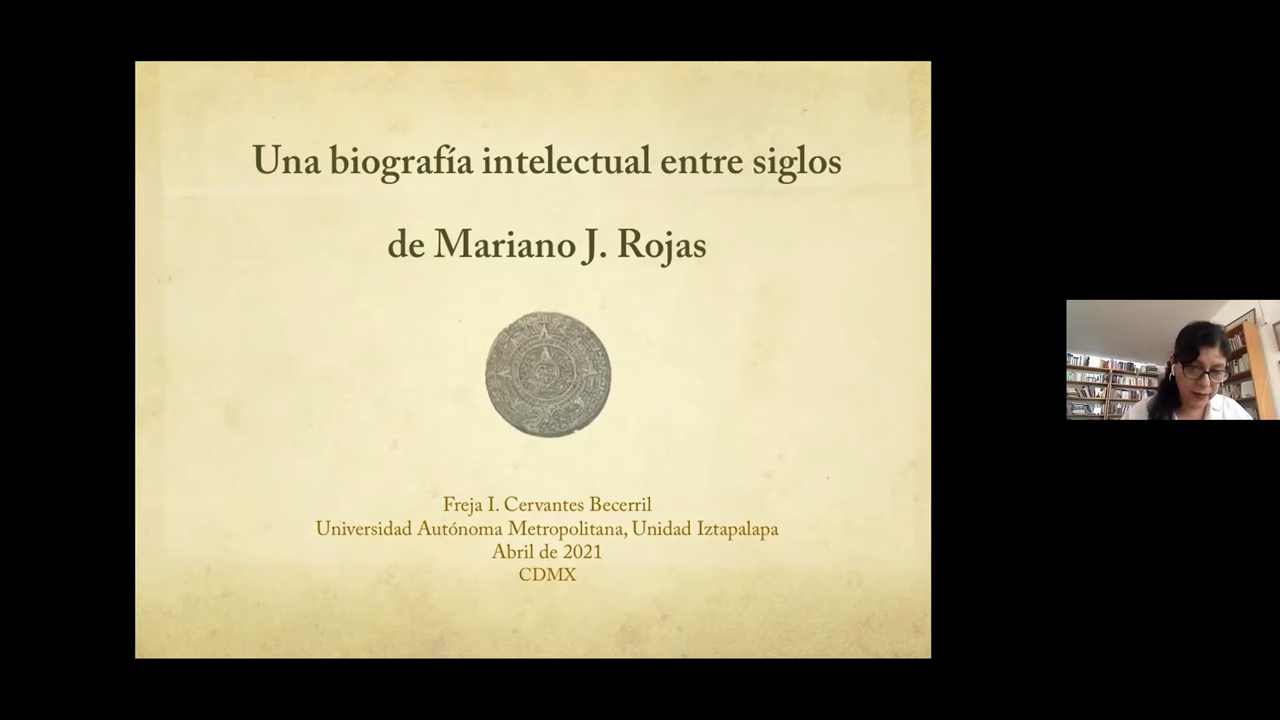 Una biografía intelectual entre siglos
de Mariano J. Rojas
Freja I. Cervantes Becerril
Universidad Autónoma Metropolitana, Unidad Iztapalapa
Abril de 2021
CDMX